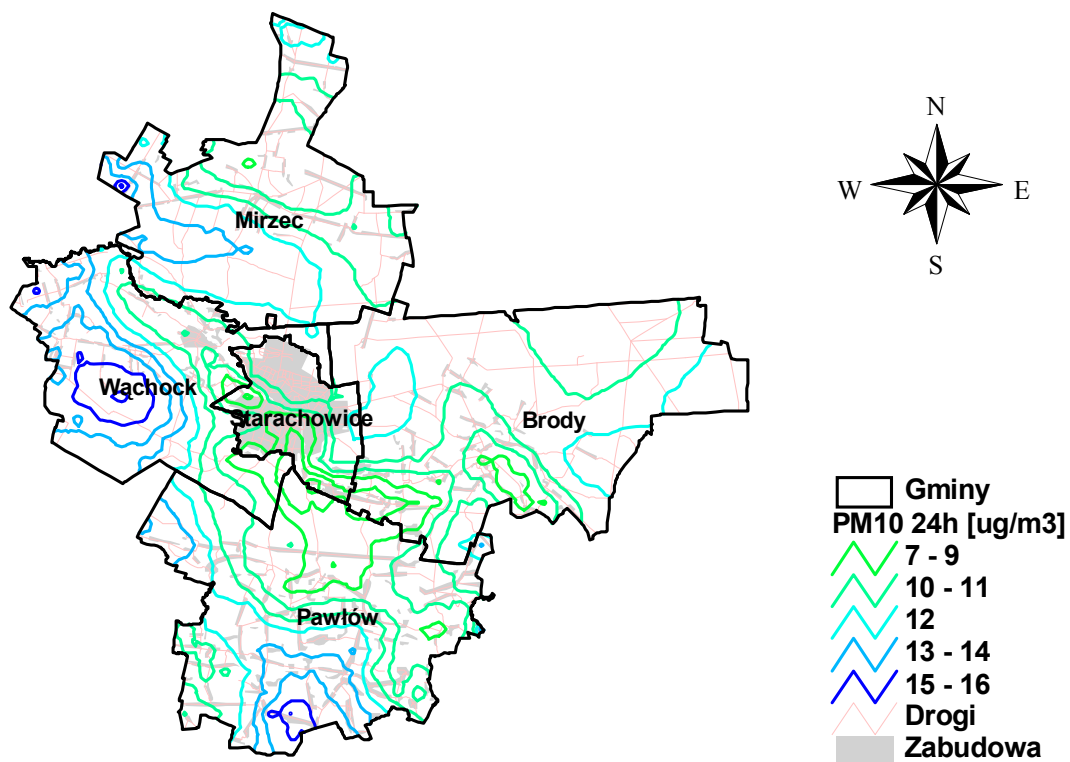 N
W
E
S
Mirzec
Wąchock
Starachowice
Brody
Pawłów
Gminy
PM10 24h [ug/m3]
7 - 9
10 - 11
12
13 - 14
15 - 16
Drogi
Zabudowa